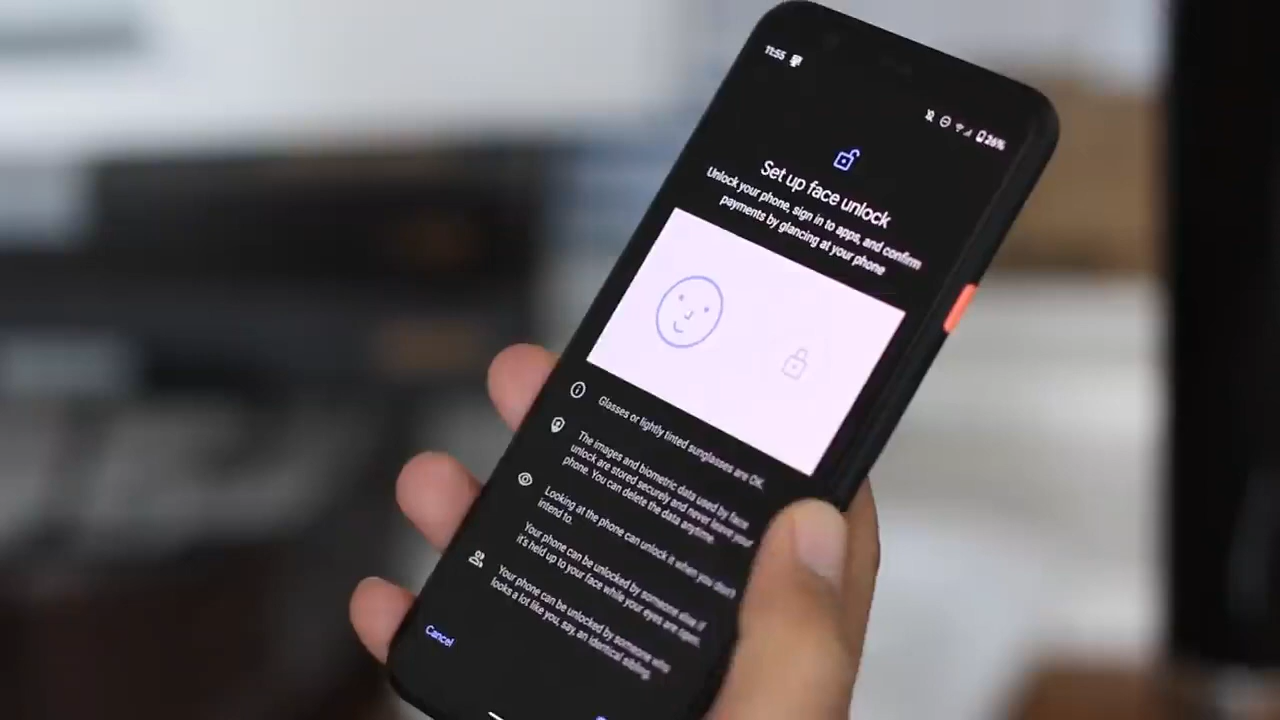 11:55
26%
Set up face unlock
Unlock your phone, sign in to apps, and confirm
payments by glancing at your phone
Glasses or lightly tinted sunglasses are OK.
The images and biometric data used by face
unlock are stored securely and never leave your
phone. You can delete the data anytime.
Looking at the phone can unlock it when you don't
intend to.
Your phone can be unlocked by someone else if
it's held up to your face while your eyes are open.
Your phone can be unlocked by someone who
looks a lot like you, say, an identical sibling.
Cancel